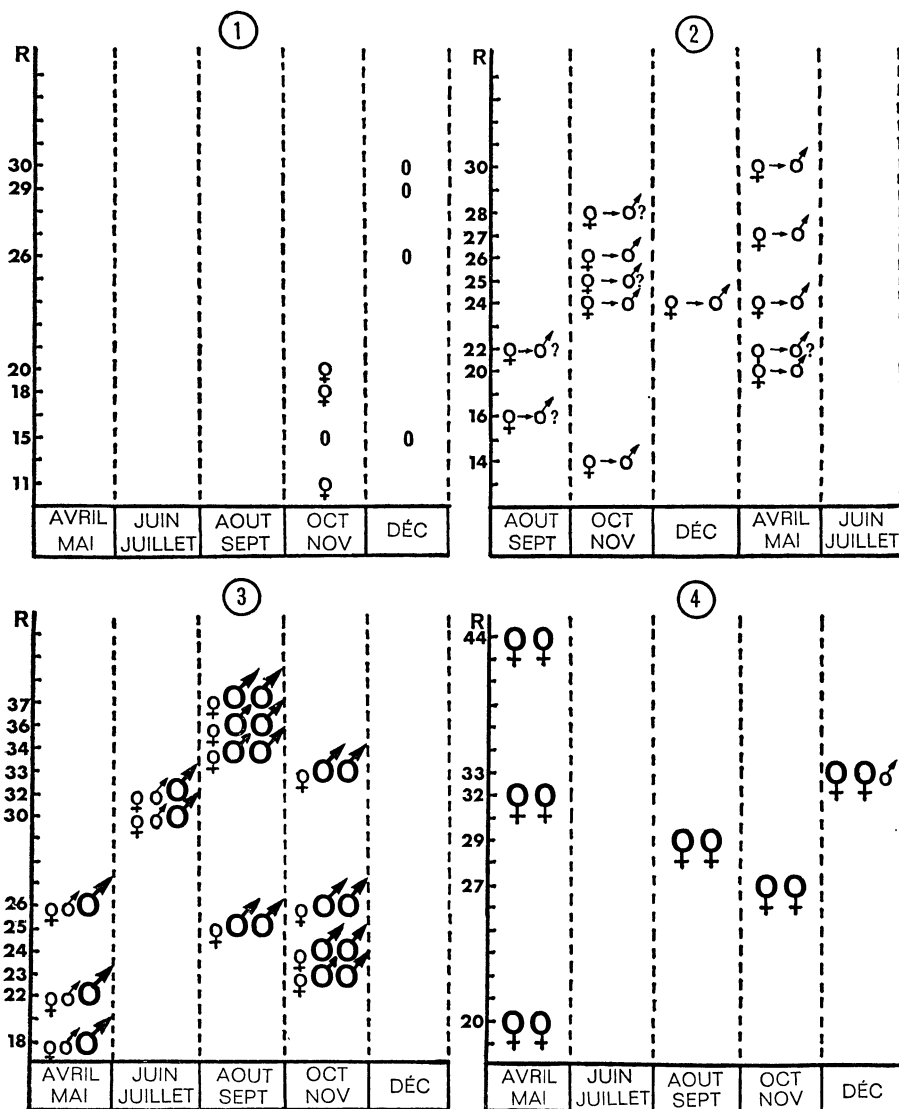 1
R
30 0
29 0
26 0
20 ♀
18 ♀
15 0 0
11 ♀
AVRIL MAI
JUIN JUILLET
AOUT SEPT
OCT NOV
DÉC
2
R
30 ♀→♂
28 ♀→♂?
27 ♀→♂
26 ♀→♂
25 ♀→♂?
24 ♀→♂ ♀→♂ ♀→♂
22 ♀→♂? ♀→♂?
20 ♀→♂
16 ♀→♂?
14 ♀→♂
AOUT SEPT
OCT NOV
DÉC
AVRIL MAI
JUIN JUILLET
3
R
37 ♀♂♂
36 ♀♂♂
34 ♀♂♂
33 ♀♂♂
32 ♀♂♂
30 ♀♂♂
26 ♀♂♂ ♀♂♂
25 ♀♂♂
24 ♀♂♂
23 ♀♂♂
22 ♀♂♂
18 ♀♂♂
AVRIL MAI
JUIN JUILLET
AOUT SEPT
OCT NOV
DÉC
4
R
44 ♀♀
33 ♀♀♂
32 ♀♀
29 ♀♀
27 ♀♀
20 ♀♀
AVRIL MAI
JUIN JUILLET
AOUT SEPT
OCT NOV
DÉC